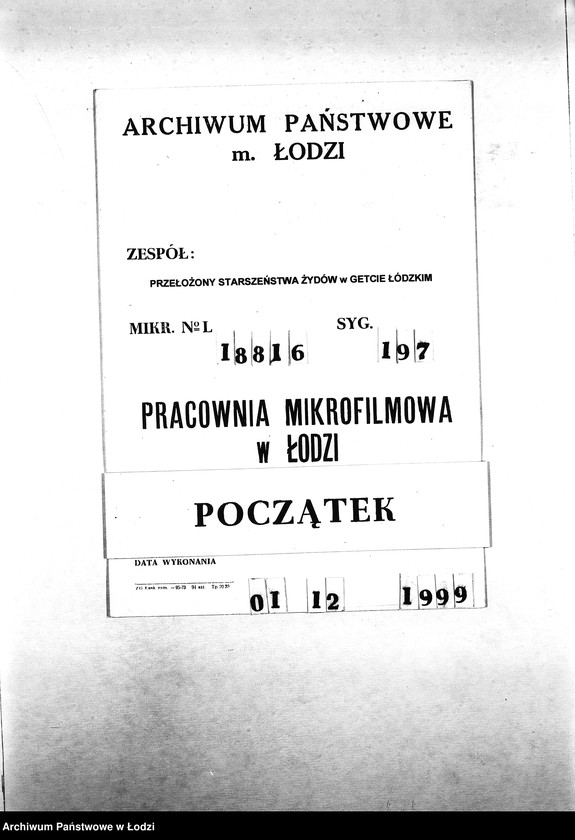 ARCHIWUM PAŃSTWOWE
m. ŁODZI
ZESPÓŁ:
PRZEŁOŻONY STARSZEŃSTWA ŻYDÓW w GETCIE ŁÓDZKIM
MIKR. № L 18816 SYG. 197
PRACOWNIA MIKROFILMOWA
w ŁODZI
POCZĄTEK
DATA WYKONANIA
01 12 1999
Archiwum Państwowe w Łodzi